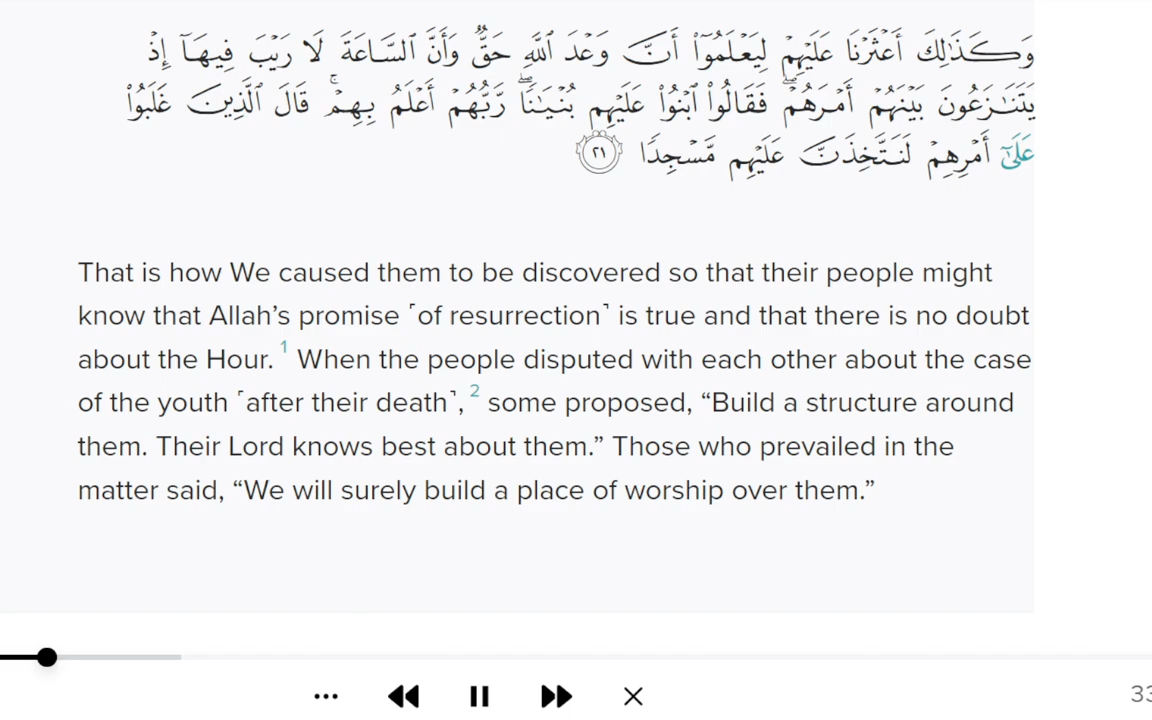 وَكَذَٰلِكَ أَعْثَرْنَا عَلَيْهِمْ لِيَعْلَمُوٓا۟ أَنَّ وَعْدَ ٱللَّهِ حَقٌّ وَأَنَّ ٱلسَّاعَةَ لَا رَيْبَ فِيهَآ إِذْ
يَتَنَـٰزَعُونَ بَيْنَهُمْ أَمْرَهُمْ ۖ فَقَالُوا۟ ٱبْنُوا۟ عَلَيْهِم بُنْيَـٰنًا ۖ رَّبُّهُمْ أَعْلَمُ بِهِمْ ۚ قَالَ ٱلَّذِينَ غَلَبُوا۟
عَلَىٰٓ أَمْرِهِمْ لَنَتَّخِذَنَّ عَلَيْهِم مَّسْجِدًا ٢١
That is how We caused them to be discovered so that their people might
know that Allah’s promise ˹of resurrection˺ is true and that there is no doubt
about the Hour. 1 When the people disputed with each other about the case
of the youth ˹after their death˺, 2 some proposed, “Build a structure around
them. Their Lord knows best about them.” Those who prevailed in the
matter said, “We will surely build a place of worship over them.”